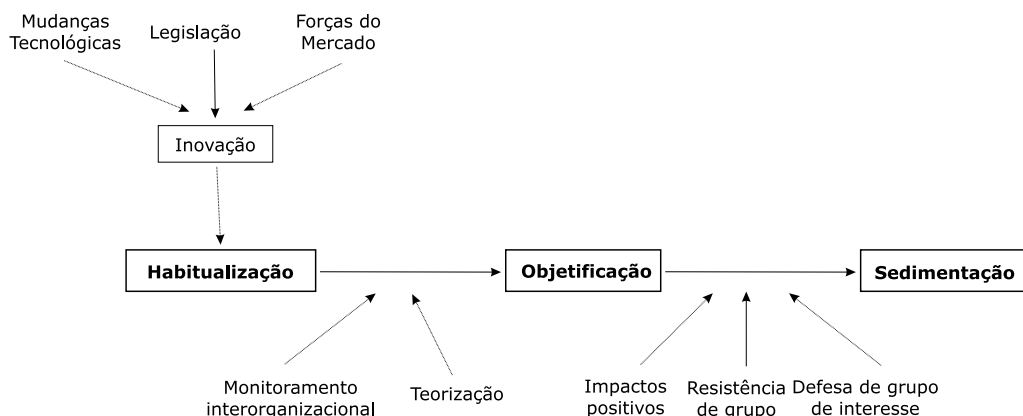 Mudanças
Tecnológicas
Legislação
Forças do
Mercado
Inovação
Habitualização
Objetificação
Sedimentação
Monitoramento
interorganizacional
Teorização
Impactos
positivos
Resistência
de grupo
Defesa de grupo
de interesse